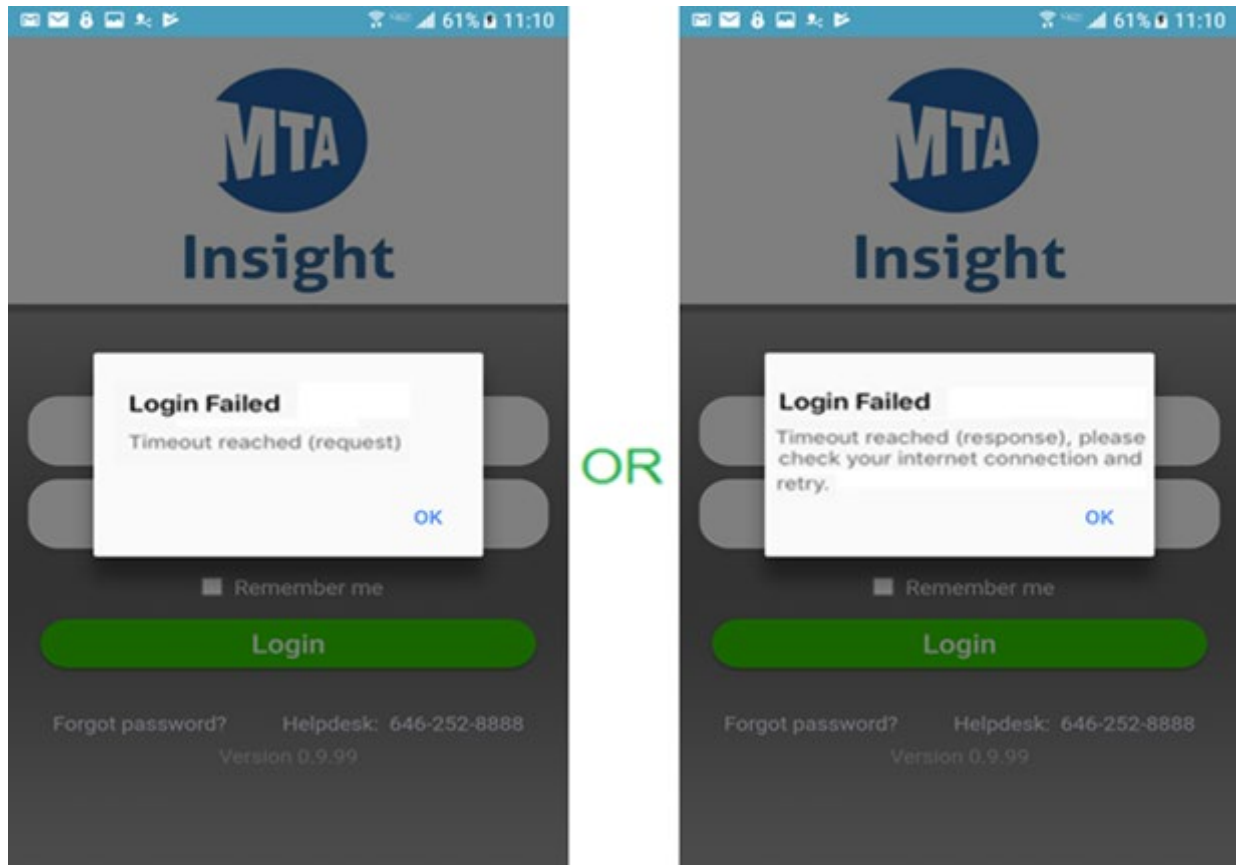 61% 11:10
MTA
Insight
Login Failed
Timeout reached (request)
OK
Remember me
Login
Forgot password? Helpdesk: 646-252-8888
Version 0.9.99
OR
61% 11:10
MTA
Insight
Login Failed
Timeout reached (response), please
check your internet connection and
retry.
OK
Remember me
Login
Forgot password? Helpdesk: 646-252-8888
Version 0.9.99